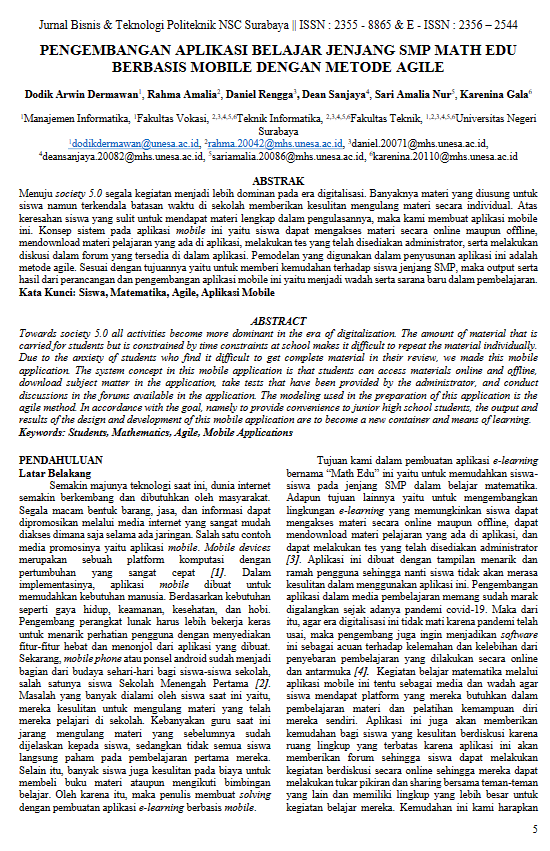 Jurnal Bisnis & Teknologi Politeknik NSC Surabaya || ISSN : 2355 - 8865 & E - ISSN : 2356 – 2544
PENGEMBANGAN APLIKASI BELAJAR JENJANG SMP MATH EDU
BERBASIS MOBILE DENGAN METODE AGILE
Dodik Arwin Dermawan¹, Rahma Amalia², Daniel Rengga³, Dean Sanjaya⁴, Sari Amalia Nur⁵, Karenina Gala⁶
¹Manajemen Informatika, ¹Fakultas Vokasi, ²,³,⁴,⁵,⁶Teknik Informatika, ²,³,⁴,⁵,⁶Fakultas Teknik, ¹,²,³,⁴,⁵,⁶Universitas Negeri
Surabaya
¹dodikdermawan@unesa.ac.id, ²rahma.20042@mhs.unesa.ac.id, ³daniel.20071@mhs.unesa.ac.id,
⁴deansanjaya.20082@mhs.unesa.ac.id, ⁵sariamalia.20086@mhs.unesa.ac.id, ⁶karenina.20110@mhs.unesa.ac.id
ABSTRAK
Menuju society 5.0 segala kegiatan menjadi lebih dominan pada era digitalisasi. Banyaknya materi yang diusung untuk
siswa namun terkendala batasan waktu di sekolah memberikan kesulitan mengulang materi secara individual. Atas
keresahan siswa yang sulit untuk mendapat materi lengkap dalam pengulasannya, maka kami membuat aplikasi mobile
ini. Konsep sistem pada aplikasi mobile ini yaitu siswa dapat mengakses materi secara online maupun offline,
mendownload materi pelajaran yang ada di aplikasi, melakukan tes yang telah disediakan administrator, serta melakukan
diskusi dalam forum yang tersedia di dalam aplikasi. Pemodelan yang digunakan dalam penyusunan aplikasi ini adalah
metode agile. Sesuai dengan tujuannya yaitu untuk memberi kemudahan terhadap siswa jenjang SMP, maka output serta
hasil dari perancangan dan pengembangan aplikasi mobile ini yaitu menjadi wadah serta sarana baru dalam pembelajaran.
Kata Kunci: Siswa, Matematika, Agile, Aplikasi Mobile
ABSTRACT
Towards society 5.0 all activities become more dominant in the era of digitalization. The amount of material that is
carried for students but is constrained by time constraints at school makes it difficult to repeat the material individually.
Due to the anxiety of students who find it difficult to get complete material in their review, we made this mobile
application. The system concept in this mobile application is that students can access materials online and offline,
download subject matter in the application, take tests that have been provided by the administrator, and conduct
discussions in the forums available in the application. The modeling used in the preparation of this application is the
agile method. In accordance with the goal, namely to provide convenience to junior high school students, the output and
results of the design and development of this mobile application are to become a new container and means of learning.
Keywords: Students, Mathematics, Agile, Mobile Applications
PENDAHULUAN
Latar Belakang
Semakin majunya teknologi saat ini, dunia internet
semakin berkembang dan dibutuhkan oleh masyarakat.
Segala macam bentuk barang, jasa, dan informasi dapat
dipromosikan melalui media internet yang sangat mudah
diakses dimana saja selama ada jaringan. Salah satu contoh
media promosinya yaitu aplikasi mobile. Mobile devices
merupakan sebuah platform komputasi dengan
pertumbuhan yang sangat cepat [1]. Dalam
implementasinya, aplikasi mobile dibuat untuk
memudahkan kebutuhan manusia. Berdasarkan kebutuhan
seperti gaya hidup, keamanan, kesehatan, dan hobi.
Pengembang perangkat lunak harus lebih bekerja keras
untuk menarik perhatian pengguna dengan menyediakan
fitur-fitur hebat dan menonjol dari aplikasi yang dibuat.
Sekarang, mobile phone atau ponsel android sudah menjadi
bagian dari budaya sehari-hari bagi siswa-siswa sekolah,
salah satunya siswa Sekolah Menengah Pertama [2].
Masalah yang banyak dialami oleh siswa saat ini yaitu,
mereka kesulitan untuk mengulang materi yang telah
mereka pelajari di sekolah. Kebanyakan guru saat ini
jarang mengulang materi yang sebelumnya sudah
dijelaskan kepada siswa, sedangkan tidak semua siswa
langsung paham pada pembelajaran pertama mereka.
Selain itu, banyak siswa juga kesulitan pada biaya untuk
membeli buku materi ataupun mengikuti bimbingan
belajar. Oleh karena itu, maka penulis membuat solving
dengan pembuatan aplikasi e-learning berbasis mobile.
Tujuan kami dalam pembuatan aplikasi e-learning
bernama “Math Edu” ini yaitu untuk memudahkan siswa-
siswa pada jenjang SMP dalam belajar matematika.
Adapun tujuan lainnya yaitu untuk mengembangkan
lingkungan e-learning yang memungkinkan siswa dapat
mengakses materi secara online maupun offline, dapat
mendownload materi pelajaran yang ada di aplikasi, dan
dapat melakukan tes yang telah disediakan administrator
[3]. Aplikasi ini dibuat dengan tampilan menarik dan
ramah pengguna sehingga nanti siswa tidak akan merasa
kesulitan dalam menggunakan aplikasi ini. Pengembangan
aplikasi dalam media pembelajaran memang sudah marak
digalangkan sejak adanya pandemi covid-19. Maka dari
itu, agar era digitalisasi ini tidak mati karena pandemi telah
usai, maka pengembang juga ingin menjadikan software
ini sebagai acuan terhadap kelemahan dan kelebihan dari
penyebaran pembelajaran yang dilakukan secara online
dan antarmuka [4]. Kegiatan belajar matematika melalui
aplikasi mobile ini tentu sebagai media dan wadah agar
siswa mendapat platform yang mereka butuhkan dalam
pembelajaran materi dan pelatihan kemampuan diri
mereka sendiri. Aplikasi ini juga akan memberikan
kemudahan bagi siswa yang kesulitan berdiskusi karena
ruang lingkup yang terbatas karena aplikasi ini akan
memberikan forum sehingga siswa dapat melakukan
kegiatan berdiskusi secara online sehingga mereka dapat
melakukan tukar pikiran dan sharing bersama teman-teman
yang lain dan memiliki lingkup yang lebih besar untuk
kegiatan belajar mereka. Kemudahan ini kami harapkan
5